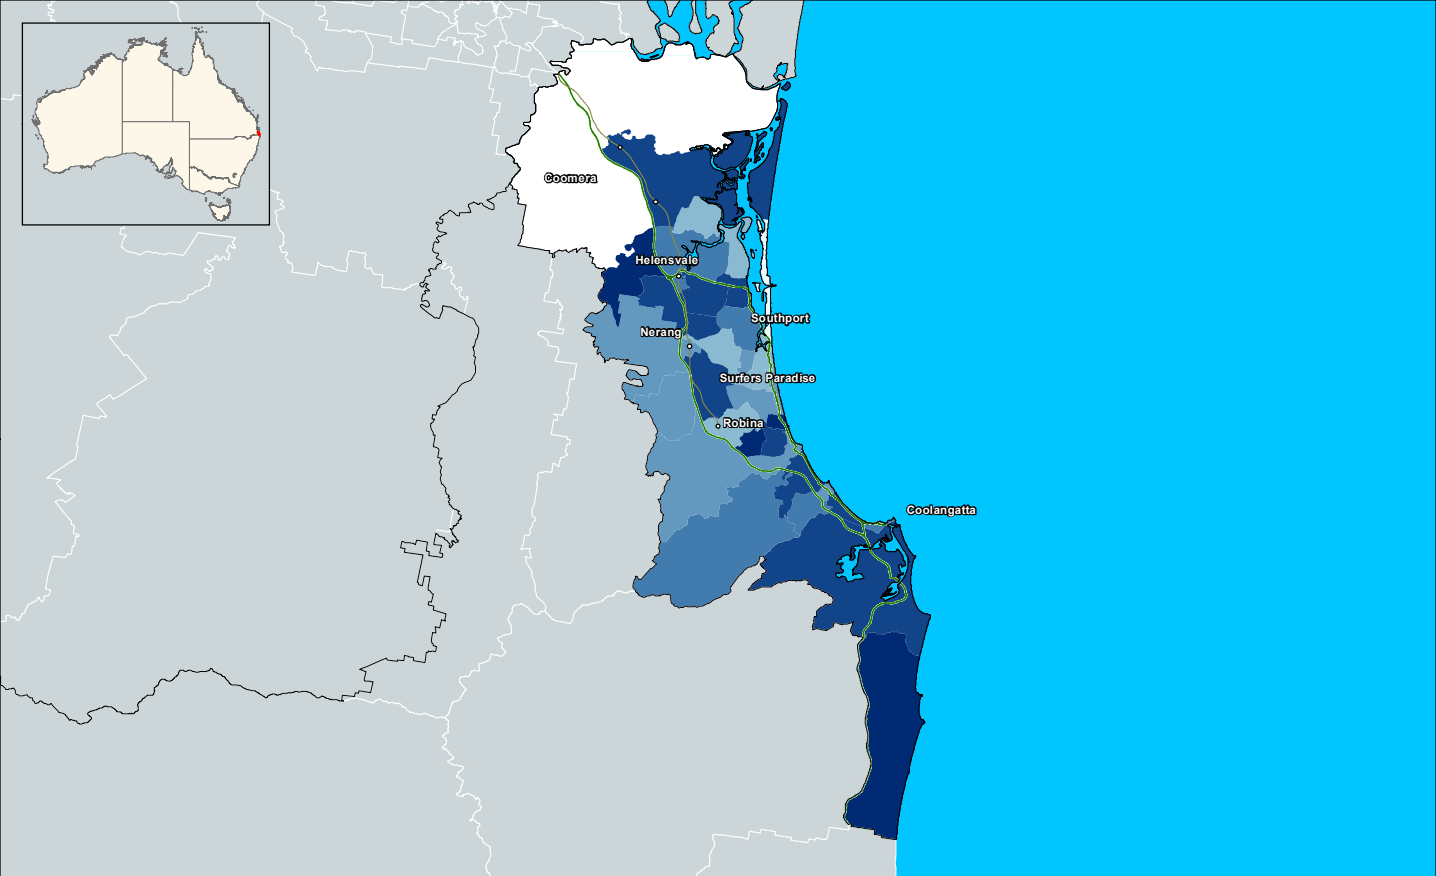 Coomera
Helensvale
Southport
Nerang
Surfers Paradise
Robina
Coolangatta